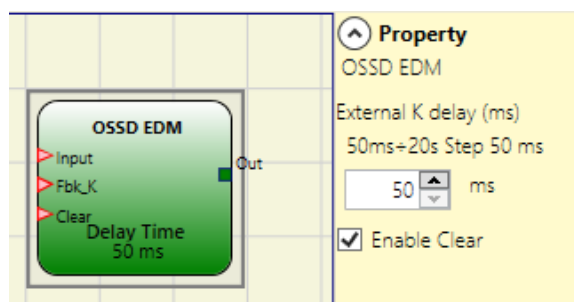 OSSD EDM
Input
Out
Fbk_K
Clear
Delay Time
50 ms
Property
OSSD EDM
External K delay (ms)
50ms÷20s Step 50 ms
50 ms
Enable Clear